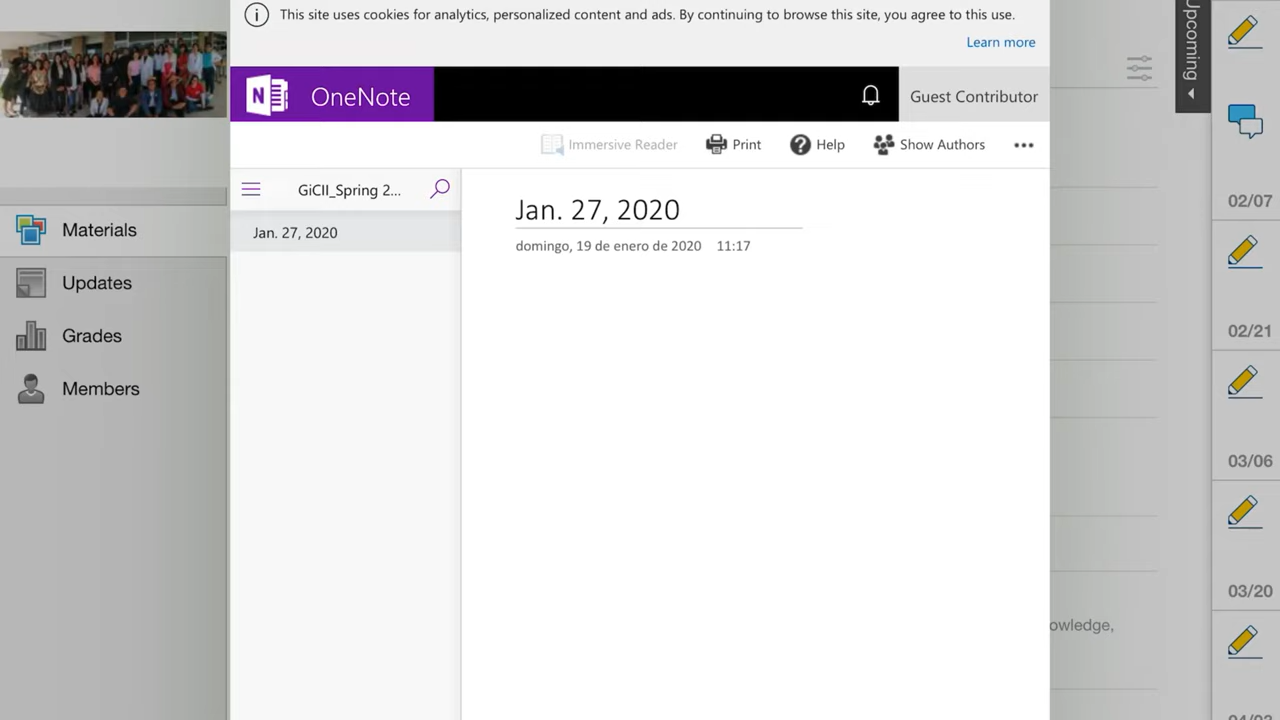 This site uses cookies for analytics, personalized content and ads. By continuing to browse this site, you agree to this use.
Learn more
Upcoming
N OneNote
Guest Contributor
Immersive Reader Print Help Show Authors
GiCII_Spring 2...
Jan. 27, 2020
Jan. 27, 2020
domingo, 19 de enero de 2020 11:17
Materials
Updates
Grades
Members
02/07
02/21
03/06
03/20
owledge,